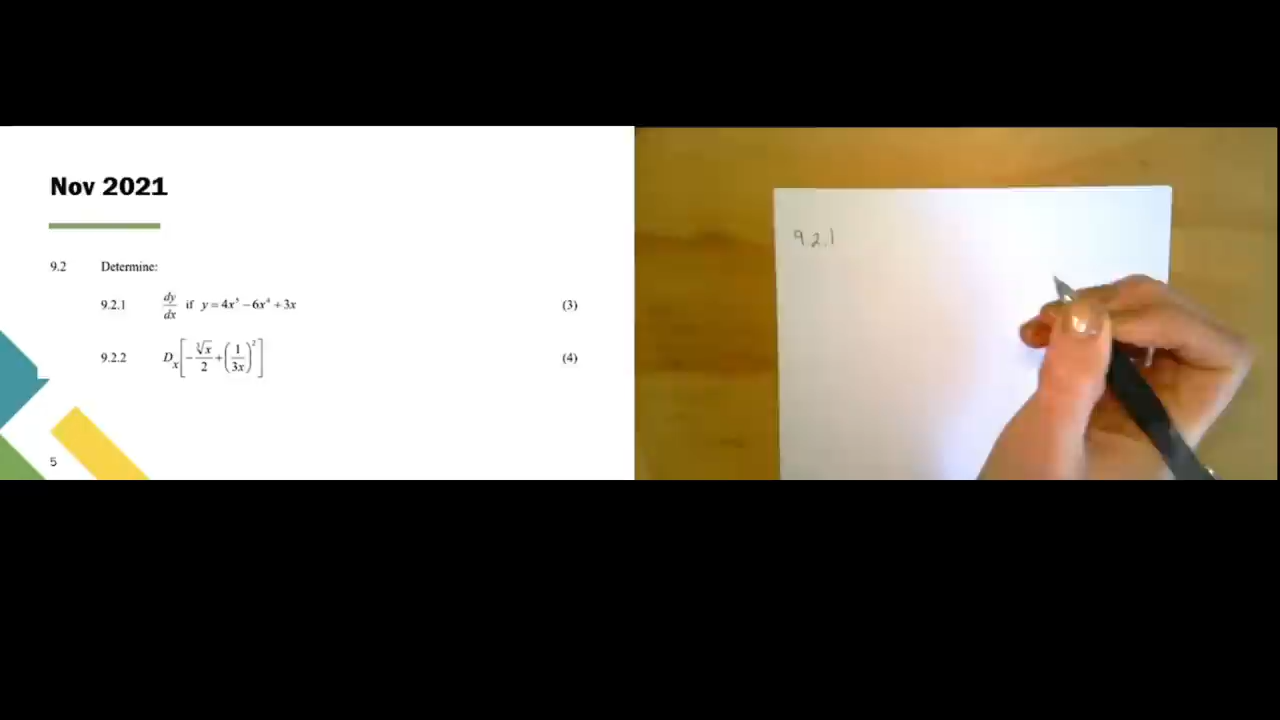 Nov 2021
9.2 Determine:
9.2.1 dy/dx if y = 4x⁵ − 6x⁴ + 3x (3)
9.2.2 Dₓ[−∛x/2 + (1/3x)²] (4)
5
9.2.1